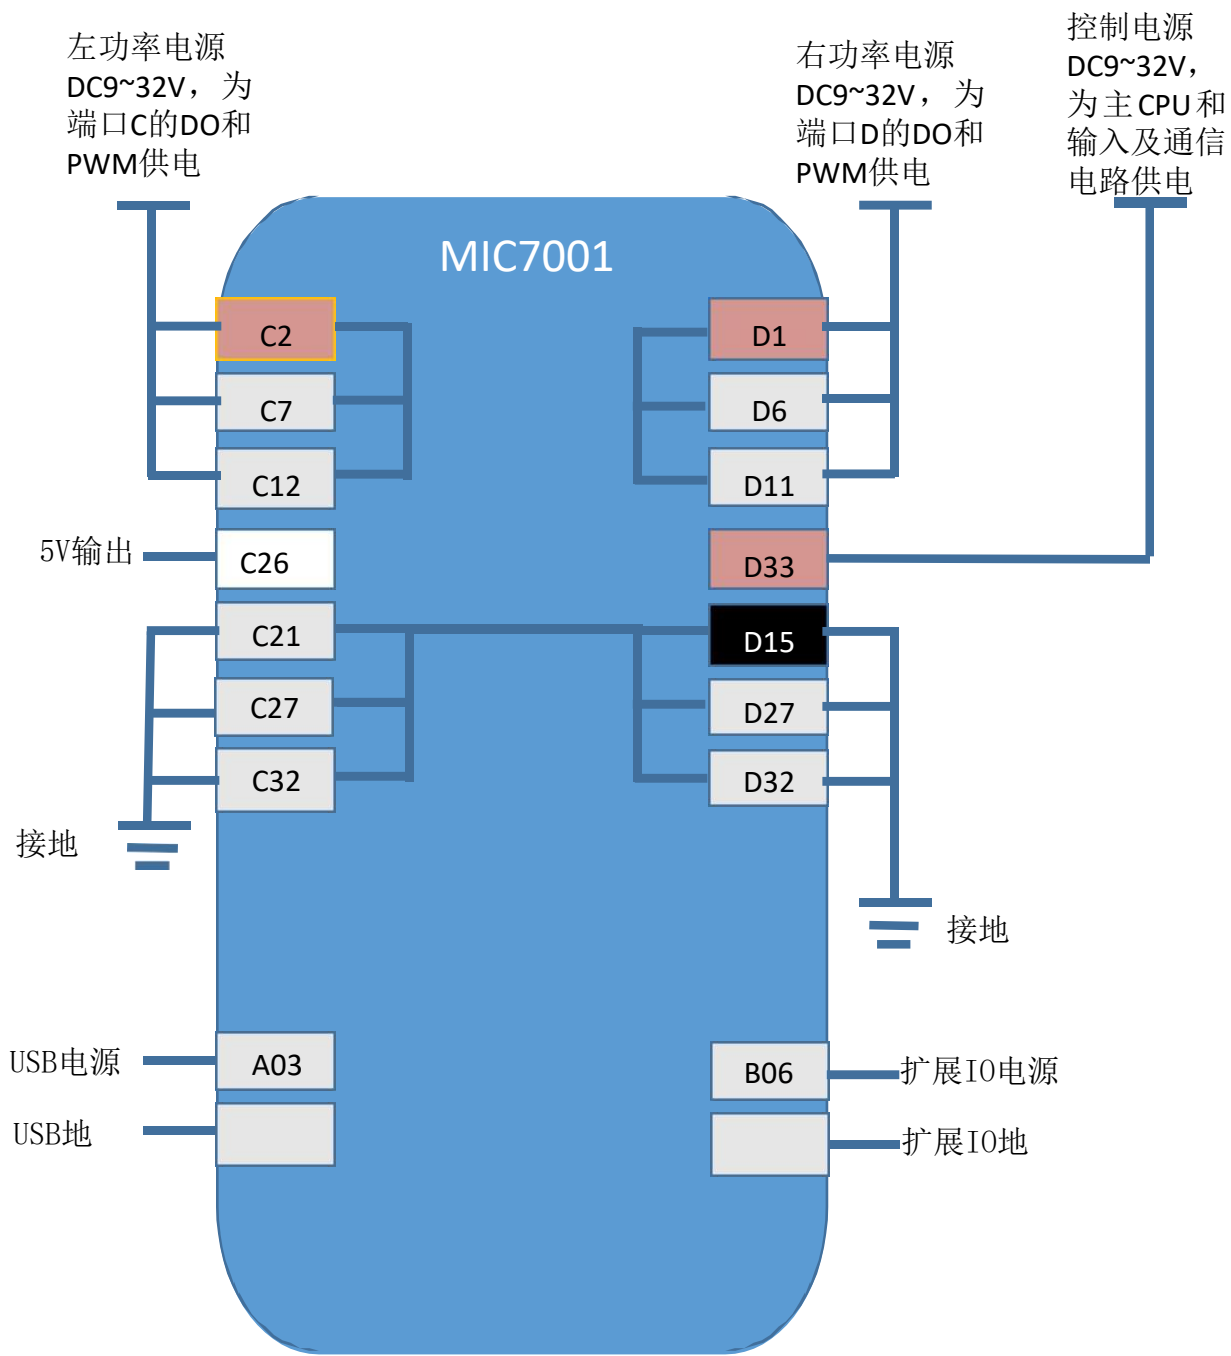 左功率电源
DC9~32V，为
端口C的DO和
PWM供电
右功率电源
DC9~32V，为
端口D的DO和
PWM供电
控制电源
DC9~32V，
为主CPU和
输入及通信
电路供电
MIC7001
C2
D1
C7
D6
C12
D11
5V输出
C26
D33
C21
D15
C27
D27
C32
D32
接地
接地
USB电源
A03
B06
扩展IO电源
USB地
扩展IO地